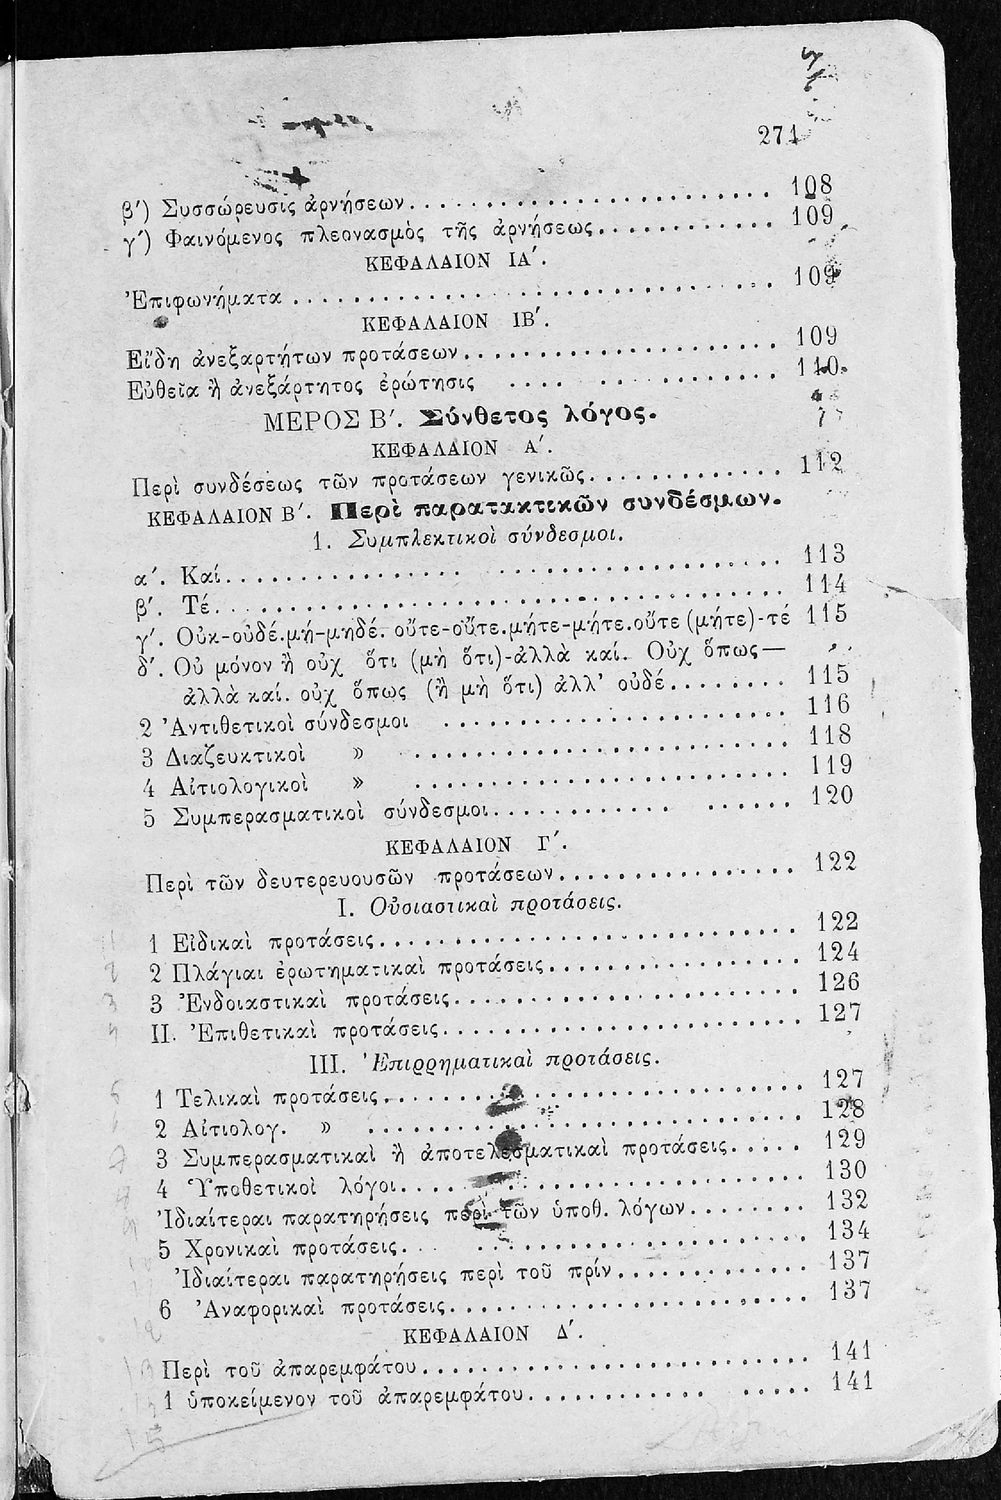 271
β′) Συσσώρευσις ἀρνήσεων. . . . . . . . . . . . . . . . . . . . . . . . 108
γ′) Φαινόμενος πλεονασμὸς τῆς ἀρνήσεως. . . . . . . . . . . . 109
ΚΕΦΑΛΑΙΟΝ ΙΑ′.
Ἐπιφωνήματα . . . . . . . . . . . . . . . . . . . . . . . . . . . . . . 109
ΚΕΦΑΛΑΙΟΝ ΙΒ′.
Εἴδη ἀνεξαρτήτων προτάσεων. . . . . . . . . . . . . . . . . . . . . 109
Εὐθεῖα ἢ ἀνεξάρτητος ἐρώτησις . . . . . . . . . . . . . . . . 110
ΜΕΡΟΣ Β′. Σύνθετος λόγος.
ΚΕΦΑΛΑΙΟΝ Α′.
Περὶ συνδέσεως τῶν προτάσεων γενικῶς. . . . . . . . . . . . . 112
ΚΕΦΑΛΑΙΟΝ Β′. Περὶ παρατακτικῶν συνδέσμων.
1. Συμπλεκτικοὶ σύνδεσμοι.
α′. Καί. . . . . . . . . . . . . . . . . . . . . . . . . . . . . . . . . 113
β′. Τέ. . . . . . . . . . . . . . . . . . . . . . . . . . . . . . . . . . 114
γ′. Οὐκ-οὐδέ.μή-μηδέ. οὔτε-οὔτε.μήτε-μήτε.οὔτε (μήτε)-τέ 115
δ′. Οὐ μόνον ἢ οὐχ ὅτι (μὴ ὅτι)-ἀλλὰ καί. Οὐχ ὅπως—
ἀλλὰ καί. οὐχ ὅπως (ἢ μὴ ὅτι) ἀλλ’ οὐδέ. . . . . . . . 115
2 Ἀντιθετικοὶ σύνδεσμοι . . . . . . . . . . . . . . . . . . . . . . . 116
3 Διαζευκτικοὶ » . . . . . . . . . . . . . . . . . . . . . . . . . 118
4 Αἰτιολογικοὶ » . . . . . . . . . . . . . . . . . . . . . . . . . 119
5 Συμπερασματικοὶ σύνδεσμοι. . . . . . . . . . . . . . . . . . 120
ΚΕΦΑΛΑΙΟΝ Γ′.
Περὶ τῶν δευτερευουσῶν προτάσεων. . . . . . . . . . . . . . . . 122
Ι. Οὐσιαστικαὶ προτάσεις.
1 Εἰδικαὶ προτάσεις. . . . . . . . . . . . . . . . . . . . . . . . . . . . 122
2 Πλάγιαι ἐρωτηματικαὶ προτάσεις. . . . . . . . . . . . . . . . . 124
3 Ἐνδοιαστικαὶ προτάσεις. . . . . . . . . . . . . . . . . . . . . . . 126
ΙΙ. Ἐπιθετικαὶ προτάσεις. . . . . . . . . . . . . . . . . . . . . . . . 127
ΙΙΙ. Ἐπιρρηματικαὶ προτάσεις.
1 Τελικαὶ προτάσεις. . . . . . . . . . . . . . . . . . . . . . . . . . . . 127
2 Αἰτιολογ. » . . . . . . . . . . . . . . . . . . . . . . . . . . . . . 128
3 Συμπερασματικαὶ ἢ ἀποτελεσματικαὶ προτάσεις. . . . . 129
4 Ὑποθετικοὶ λόγοι. . . . . . . . . . . . . . . . . . . . . . . . . . . 130
Ἰδιαίτεραι παρατηρήσεις περὶ τῶν ὑποθ. λόγων. . . . . . . . 132
5 Χρονικαὶ προτάσεις. . . . . . . . . . . . . . . . . . . . . . . . . 134
Ἰδιαίτεραι παρατηρήσεις περὶ τοῦ πρίν. . . . . . . . . . . . . 137
6 Ἀναφορικαὶ προτάσεις. . . . . . . . . . . . . . . . . . . . . . . . 137
ΚΕΦΑΛΑΙΟΝ Δ′.
Περὶ τοῦ ἀπαρεμφάτου. . . . . . . . . . . . . . . . . . . . . . . . . . 141
1 ὑποκείμενον τοῦ ἀπαρεμφάτου. . . . . . . . . . . . . . . . . 141